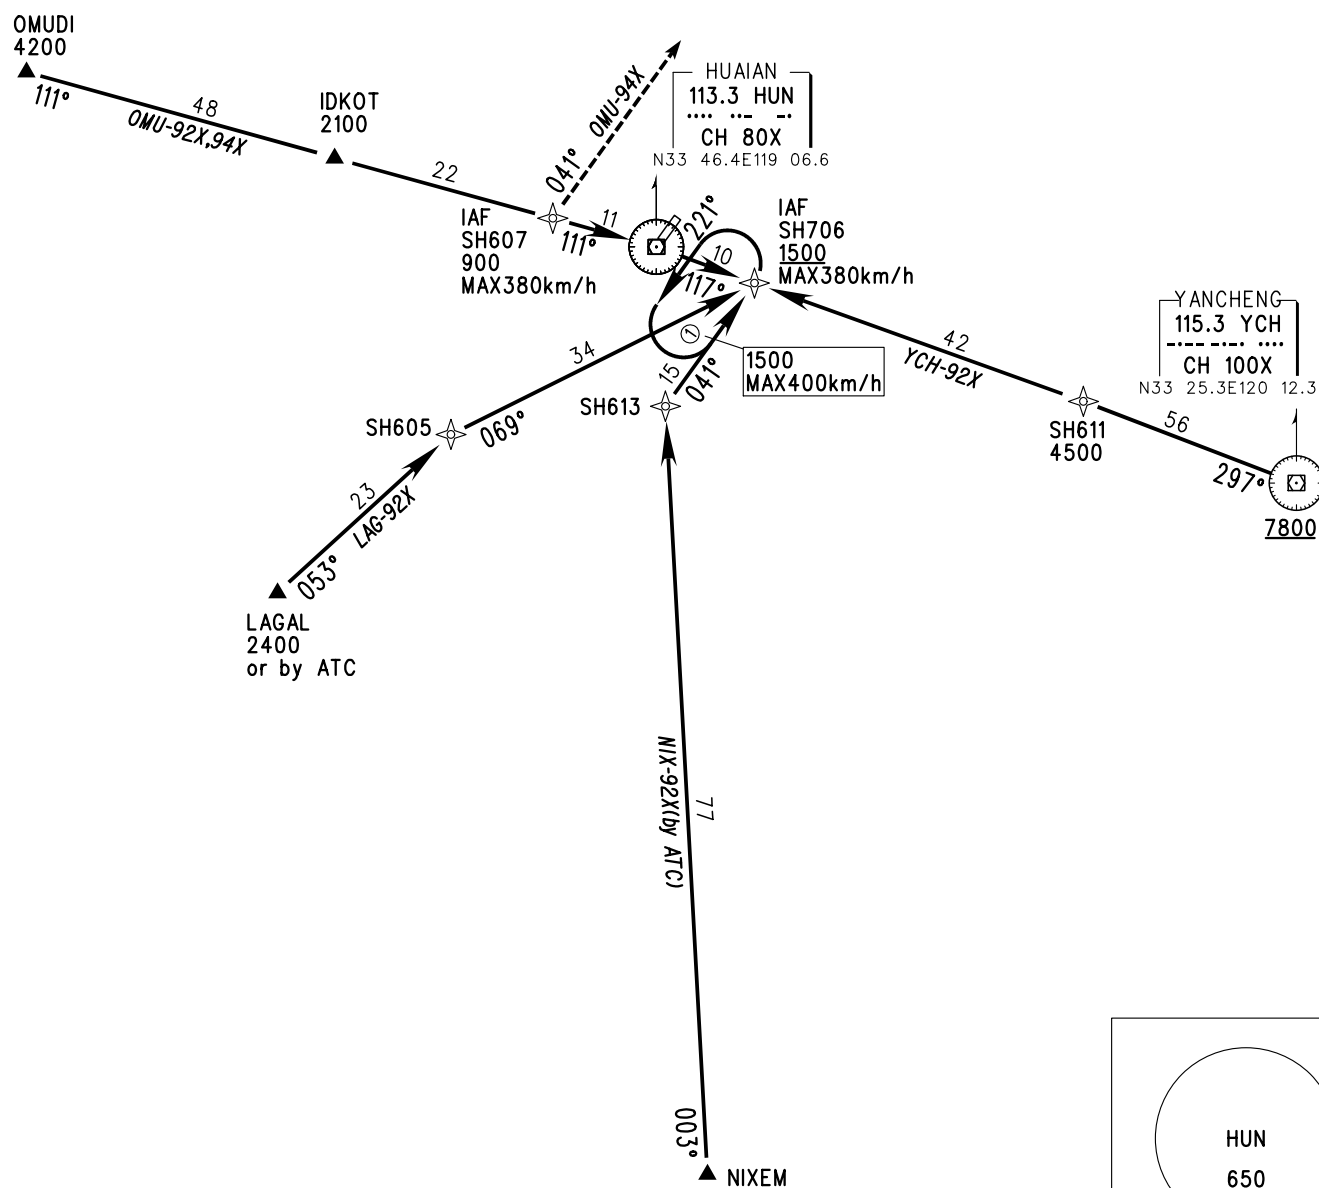 OMUDI
4200
111°
48
OMU-92X,94X
IDKOT
2100
22
041°
OMU-94X
HUAIAN
113.3 HUN
CH 80X
N33 46.4E119 06.6
IAF
SH607
900
MAX380km/h
11
111°
221°
10
117°
IAF
SH706
1500
MAX380km/h
YANCHENG
115.3 YCH
CH 100X
N33 25.3E120 12.3
42
YCH-92X
SH611
4500
56
297°
7800
34
1
1500
MAX400km/h
15
041°
SH613
SH605
069°
23
LAG-92X
053°
LAGAL
2400
or by ATC
NIX-92X(by ATC)
77
003°
NIXEM
HUN
650